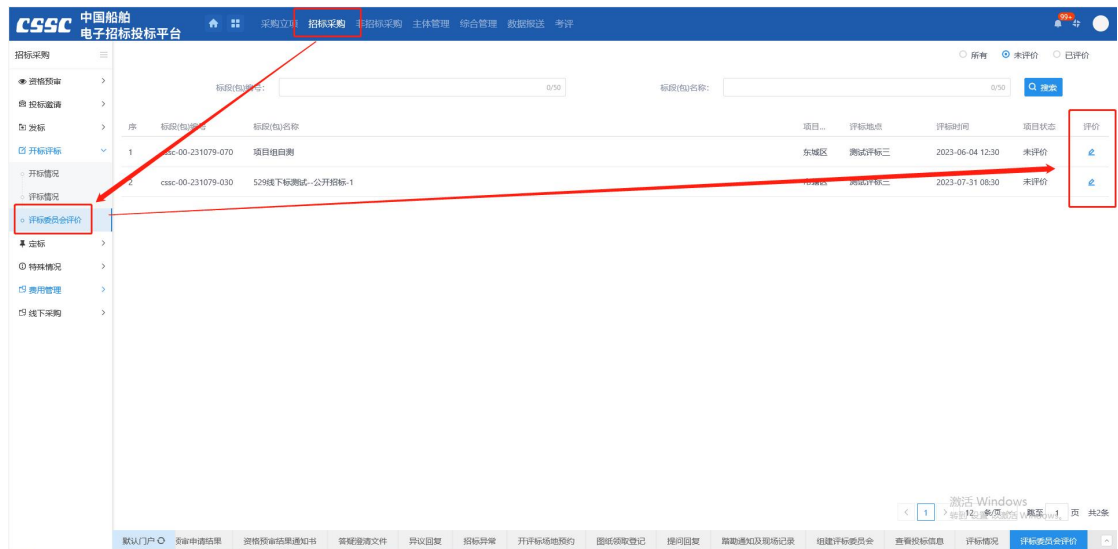 CSSC 中国船舶
电子招标投标平台
采购立项 招标采购 非招标采购 主体管理 综合管理 数据报送 考评
99+
招标采购
所有 未评价 已评价
资格预审
标段(包)编号: 0/50 标段(包)名称: 0/50 搜索
投标邀请
发标
序 标段(包)编号 标段(包)名称 项目... 评标地点 评标时间 项目状态 评价
开标评标
1 cssc-00-231079-070 项目组自测 东城区 测试评标三 2023-06-04 12:30 未评价
开标情况
2 cssc-00-231079-030 529线下标测试--公开招标-1 东城区 测试评标三 2023-07-31 08:30 未评价
评标情况
评标委员会评价
定标
特殊情况
费用管理
线下采购
激活 Windows
1 12 条/页 跳至 1 页 共2条
默认门户 预审申请结果 资格预审结果通知书 答疑澄清文件 异议回复 招标异常 开评标场地预约 图纸领取登记 提问回复 踏勘通知及现场记录 组建评标委员会 查看投标信息 评标情况 评标委员会评价